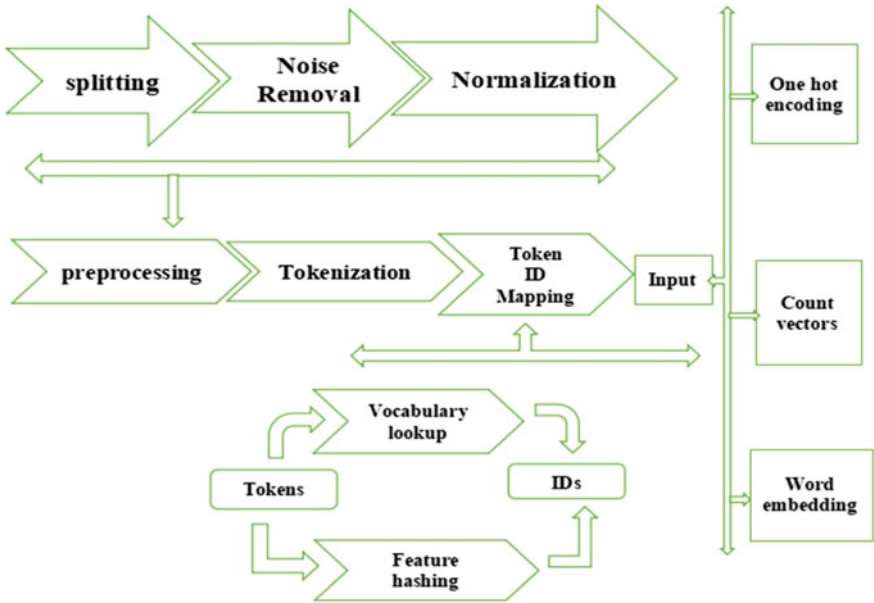 splitting
Noise
Removal
Normalization
One hot
encoding
preprocessing
Tokenization
Token
ID
Mapping
Input
Count
vectors
Vocabulary
lookup
Tokens
IDs
Feature
hashing
Word
embedding